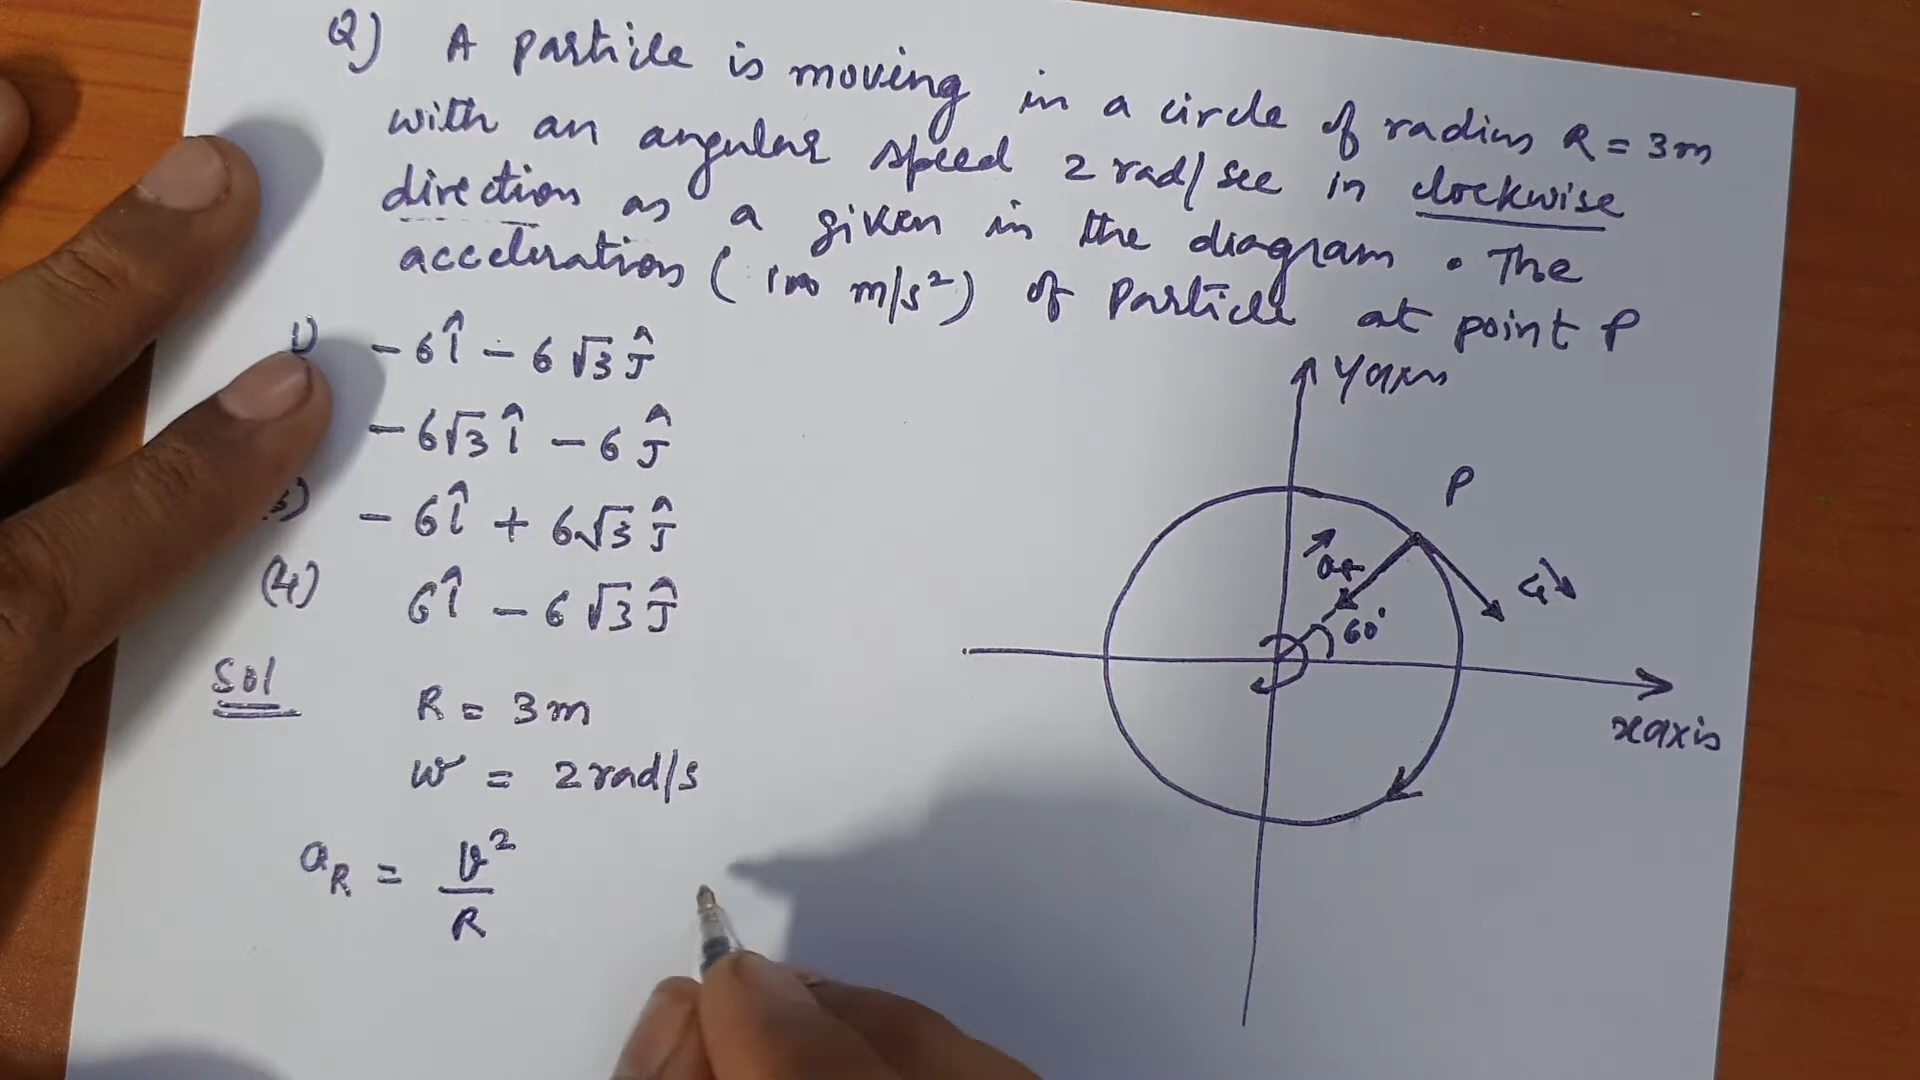 Q) A particle is moving in a circle of radius R = 3m
with an angular speed 2 rad/sec in clockwise
direction as a given in the diagram. The
acceleration ( m/s²) of Particle at point P
1) - 6î - 6√3 ĵ
- 6√3 î - 6 ĵ
3) - 6î + 6√3 ĵ
(4) 6î - 6√3 ĵ
Sol
R = 3m
w = 2 rad/s
aR = v²/R
Y axis
P
60°
x axis